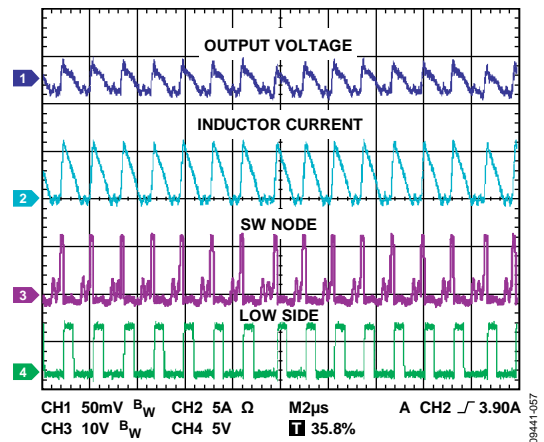 OUTPUT VOLTAGE
1
INDUCTOR CURRENT
2
SW NODE
3
LOW SIDE
4
CH1 50mV BW CH2 5A Ω M2µs A CH2 3.90A
CH3 10V BW CH4 5V T 35.8%
09441-057